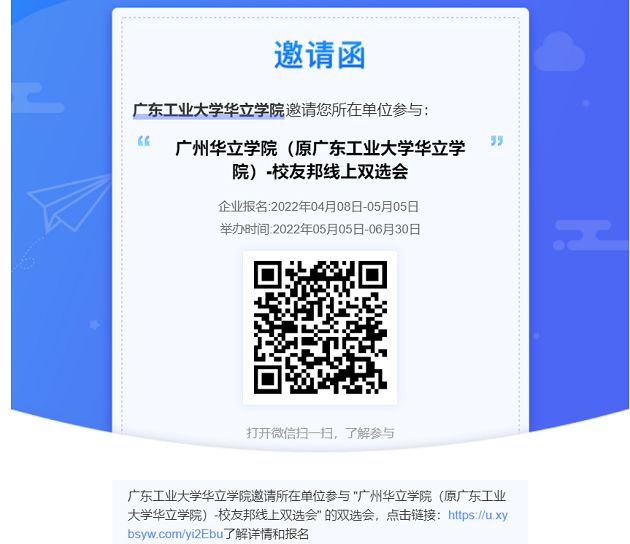 邀请函
广东工业大学华立学院邀请您所在单位参与：
“ 广州华立学院（原广东工业大学华立学 ”
院）-校友邦线上双选会
企业报名:2022年04月08日-05月05日
举办时间:2022年05月05日-06月30日
打开微信扫一扫，了解参与
广东工业大学华立学院邀请所在单位参与 "广州华立学院（原广东工业
大学华立学院）-校友邦线上双选会" 的双选会，点击链接：https://u.xy
bsyw.com/yi2Ebu了解详情和报名